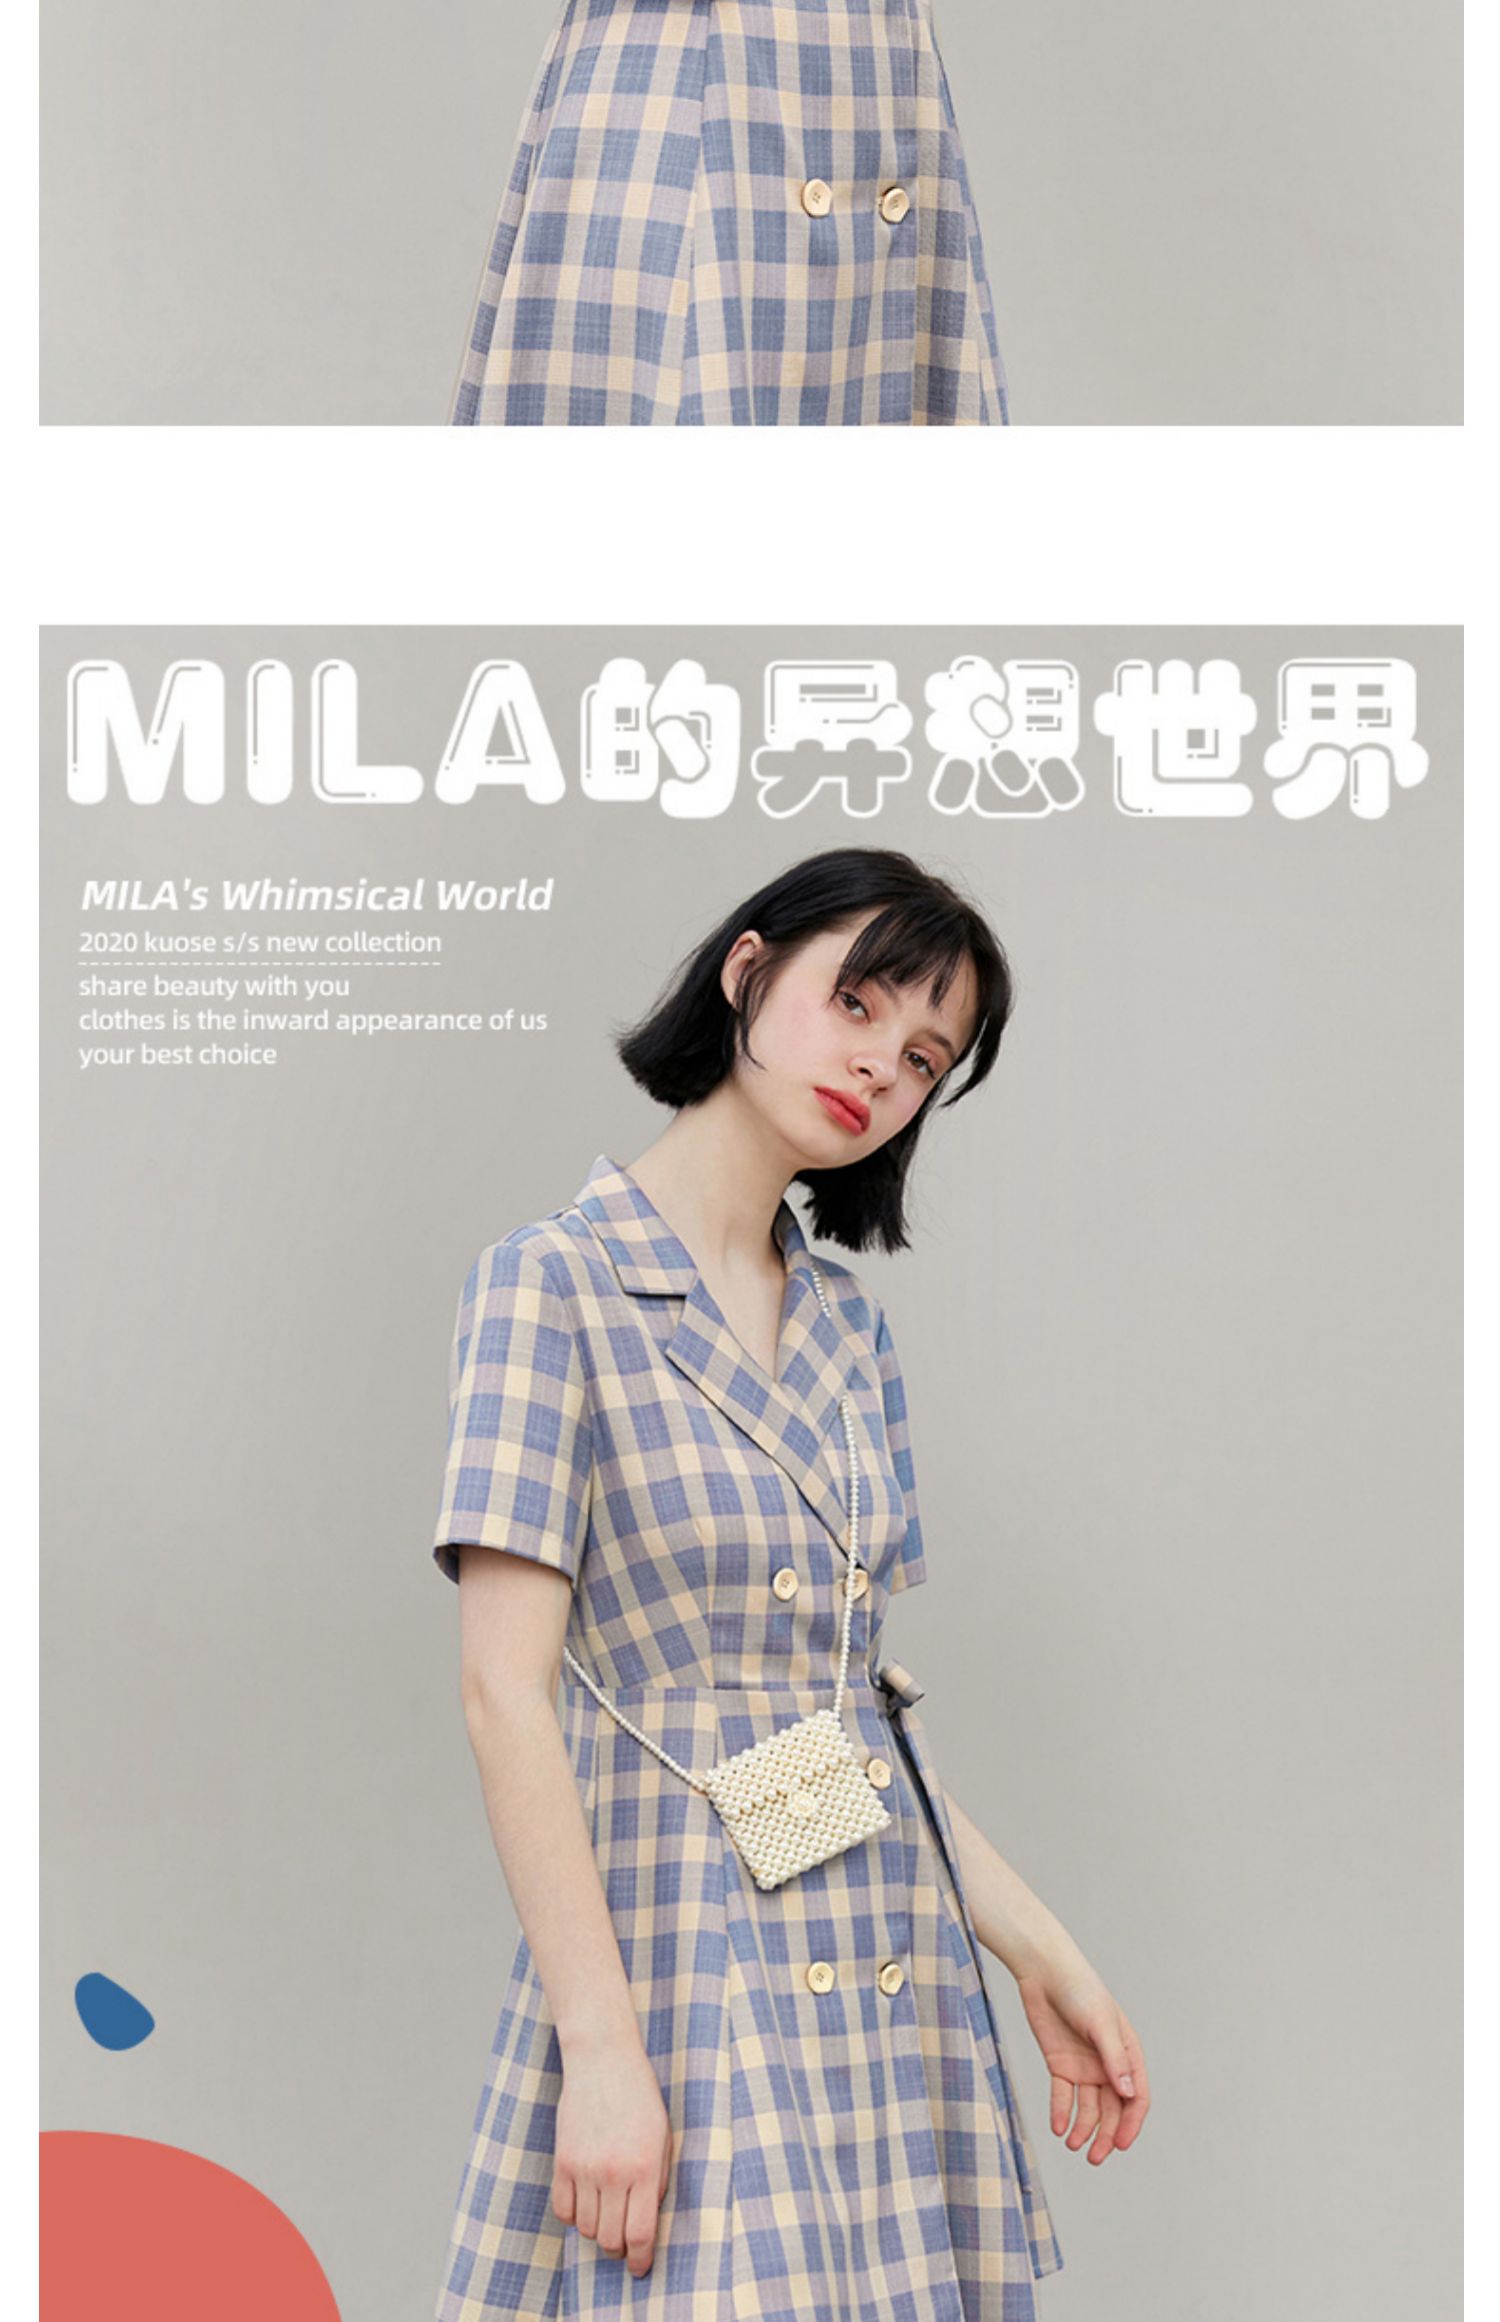 MILA的异想世界
MILA's Whimsical World
2020 kuose s/s new collection
share beauty with you
clothes is the inward appearance of us
your best choice